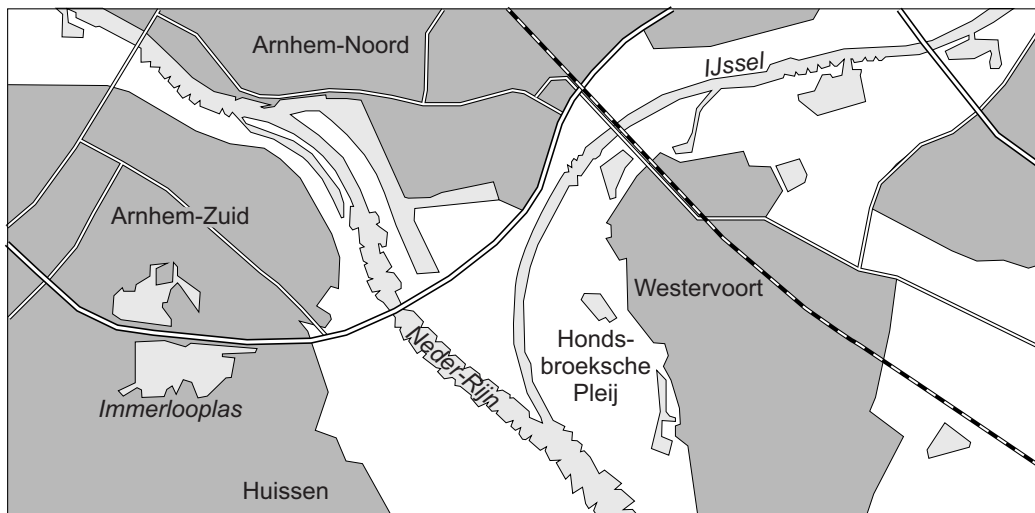 Arnhem-Noord
IJssel
Arnhem-Zuid
Westervoort
Neder-Rijn
Honds-
broeksche
Pleij
Immerlooplas
Huissen